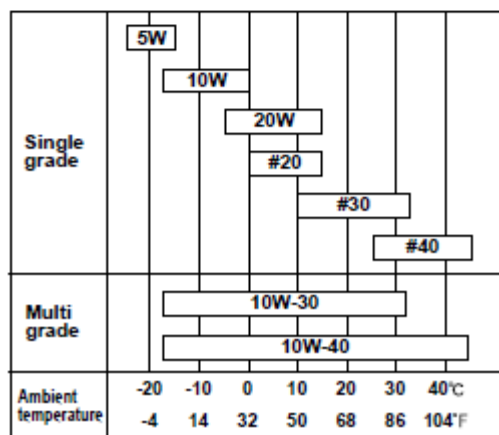 5W
10W
20W
Single
grade
#20
#30
#40
Multi
grade
10W-30
10W-40
Ambient
temperature
-20 -10 0 10 20 30 40°C
-4 14 32 50 68 86 104°F